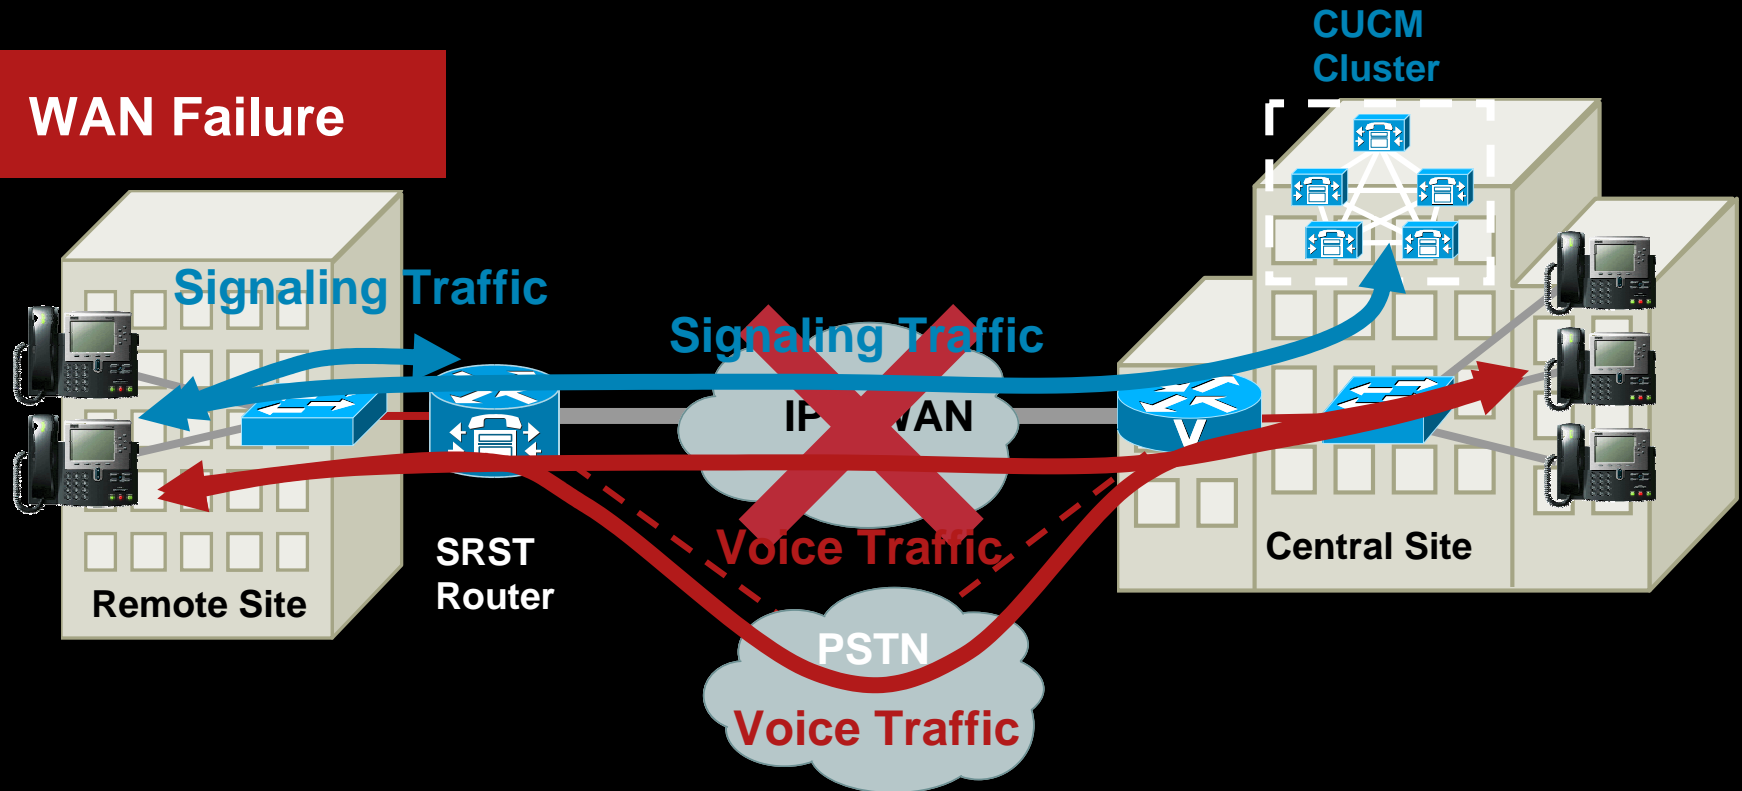 CUCM
Cluster
WAN Failure
Signaling Traffic
Signaling Traffic
IP WAN
V
SRST
Router
Voice Traffic
Central Site
Remote Site
PSTN
Voice Traffic